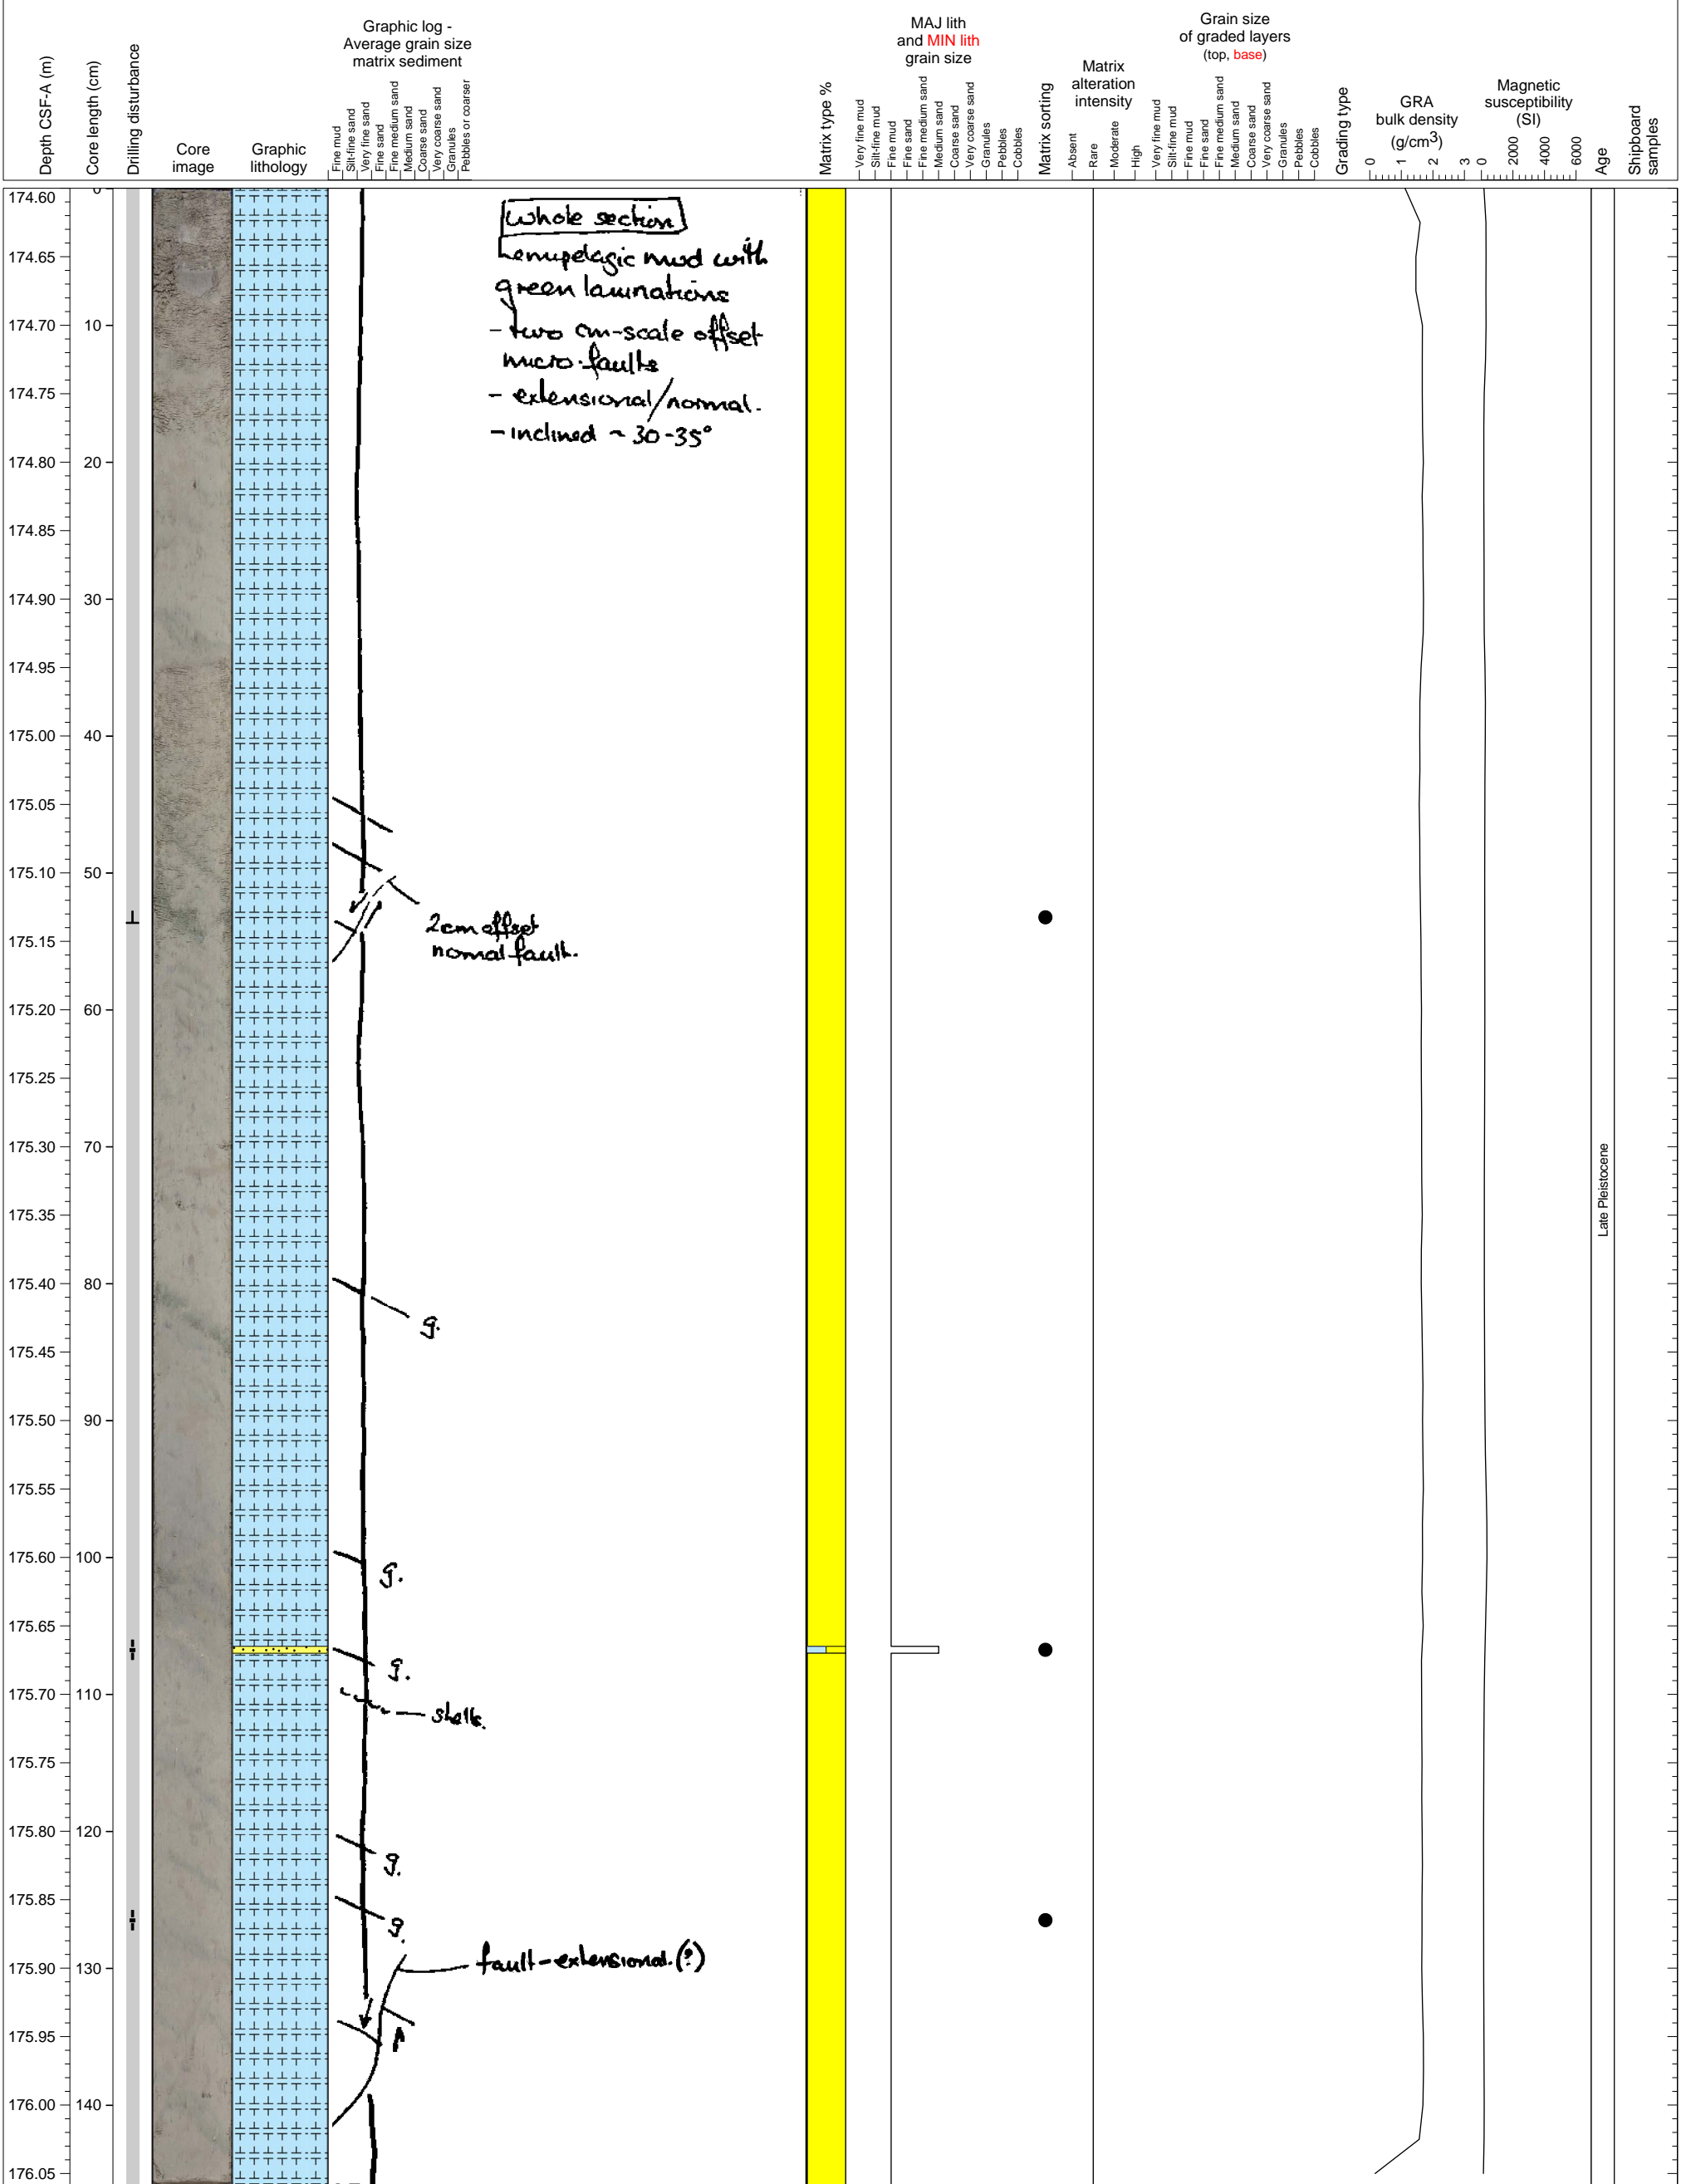 Depth CSF-A (m)
Core length (cm)
Drilling disturbance
Core
image
Graphic
lithology
Graphic log -
Average grain size
matrix sediment
Fine mud
Silt-fine sand
Very fine sand
Fine sand
Fine medium sand
Medium sand
Coarse sand
Very coarse sand
Granules
Pebbles or coarser
Matrix type %
MAJ lith
and MIN lith
grain size
Very fine mud
Silt-fine mud
Fine mud
Fine sand
Fine medium sand
Medium sand
Coarse sand
Very coarse sand
Granules
Pebbles
Cobbles
Matrix sorting
Matrix
alteration
intensity
Absent
Rare
Moderate
High
Grain size
of graded layers
(top, base)
Very fine mud
Silt-fine mud
Fine mud
Fine sand
Fine medium sand
Medium sand
Coarse sand
Very coarse sand
Granules
Pebbles
Cobbles
Grading type
GRA
bulk density
(g/cm3)
0 1 2 3
Magnetic
susceptibility
(SI)
0 2000 4000 6000
Age
Shipboard
samples
174.60
174.65
174.70
174.75
174.80
174.85
174.90
174.95
175.00
175.05
175.10
175.15
175.20
175.25
175.30
175.35
175.40
175.45
175.50
175.55
175.60
175.65
175.70
175.75
175.80
175.85
175.90
175.95
176.00
176.05
0
10
20
30
40
50
60
70
80
90
100
110
120
130
140
whole section
hemipelagic mud with
green laminations
- two cm-scale offset
micro-faults
- extensional/normal.
- inclined ~ 30-35°
2cm offset
normal fault.
g.
g.
g.
shells.
g.
g.
fault-extensional.(?)
Late Pleistocene